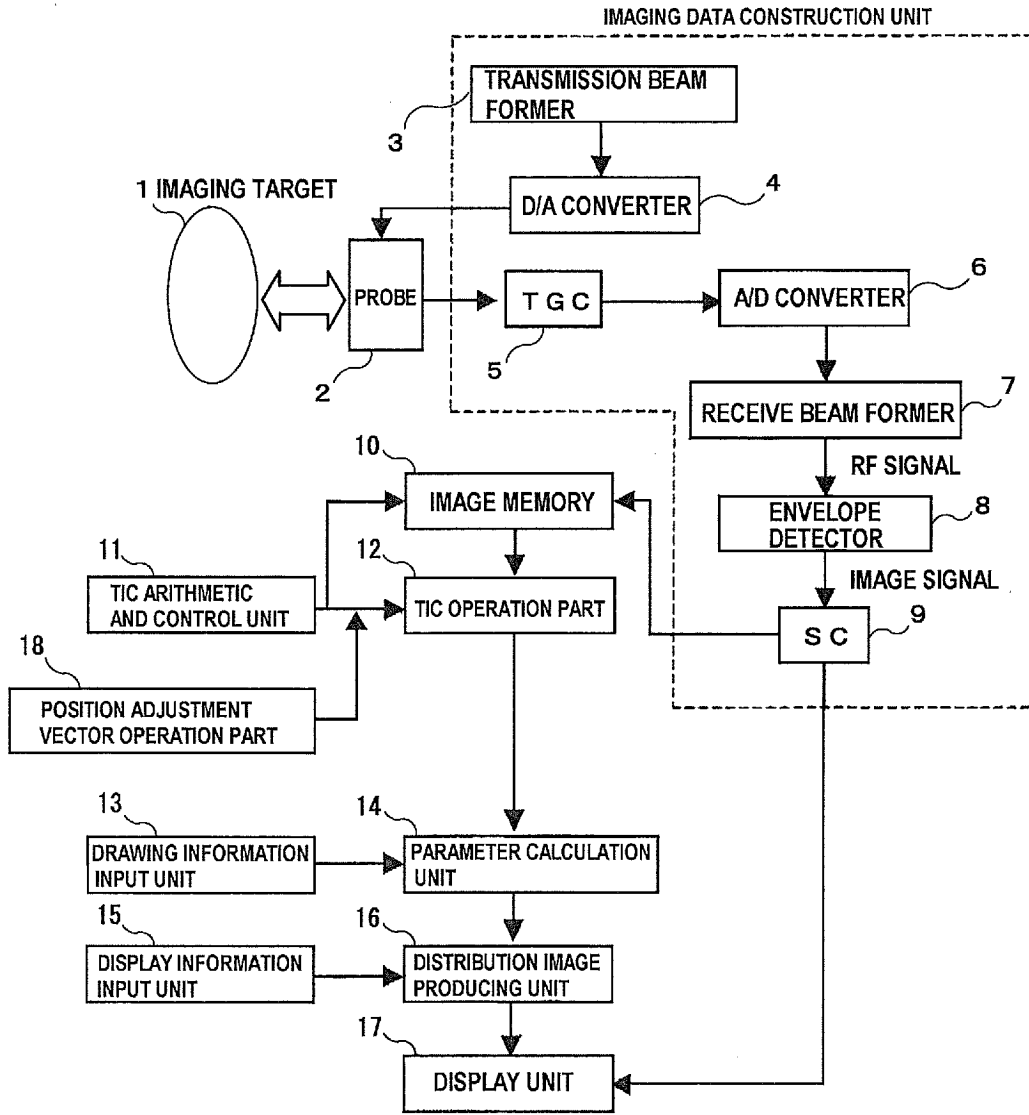 IMAGING DATA CONSTRUCTION UNIT
TRANSMISSION BEAM
FORMER
3
D/A CONVERTER
4
1 IMAGING TARGET
PROBE
2
T G C
5
A/D CONVERTER
6
RECEIVE BEAM FORMER
7
RF SIGNAL
ENVELOPE
DETECTOR
8
IMAGE SIGNAL
S C
9
10
IMAGE MEMORY
11
TIC ARITHMETIC
AND CONTROL UNIT
12
TIC OPERATION PART
18
POSITION ADJUSTMENT
VECTOR OPERATION PART
13
DRAWING INFORMATION
INPUT UNIT
14
PARAMETER CALCULATION
UNIT
15
DISPLAY INFORMATION
INPUT UNIT
16
DISTRIBUTION IMAGE
PRODUCING UNIT
17
DISPLAY UNIT